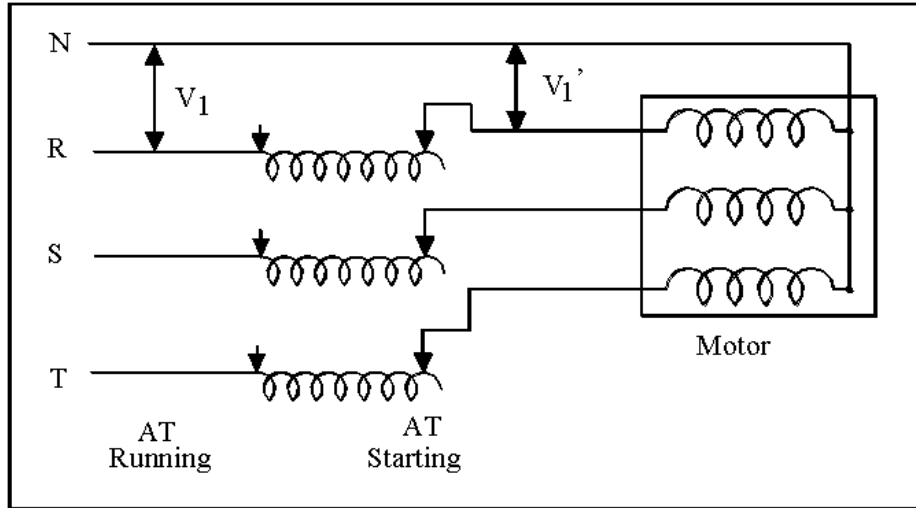 N
V1
V1’
R
S
Motor
T
AT
Running
AT
Starting